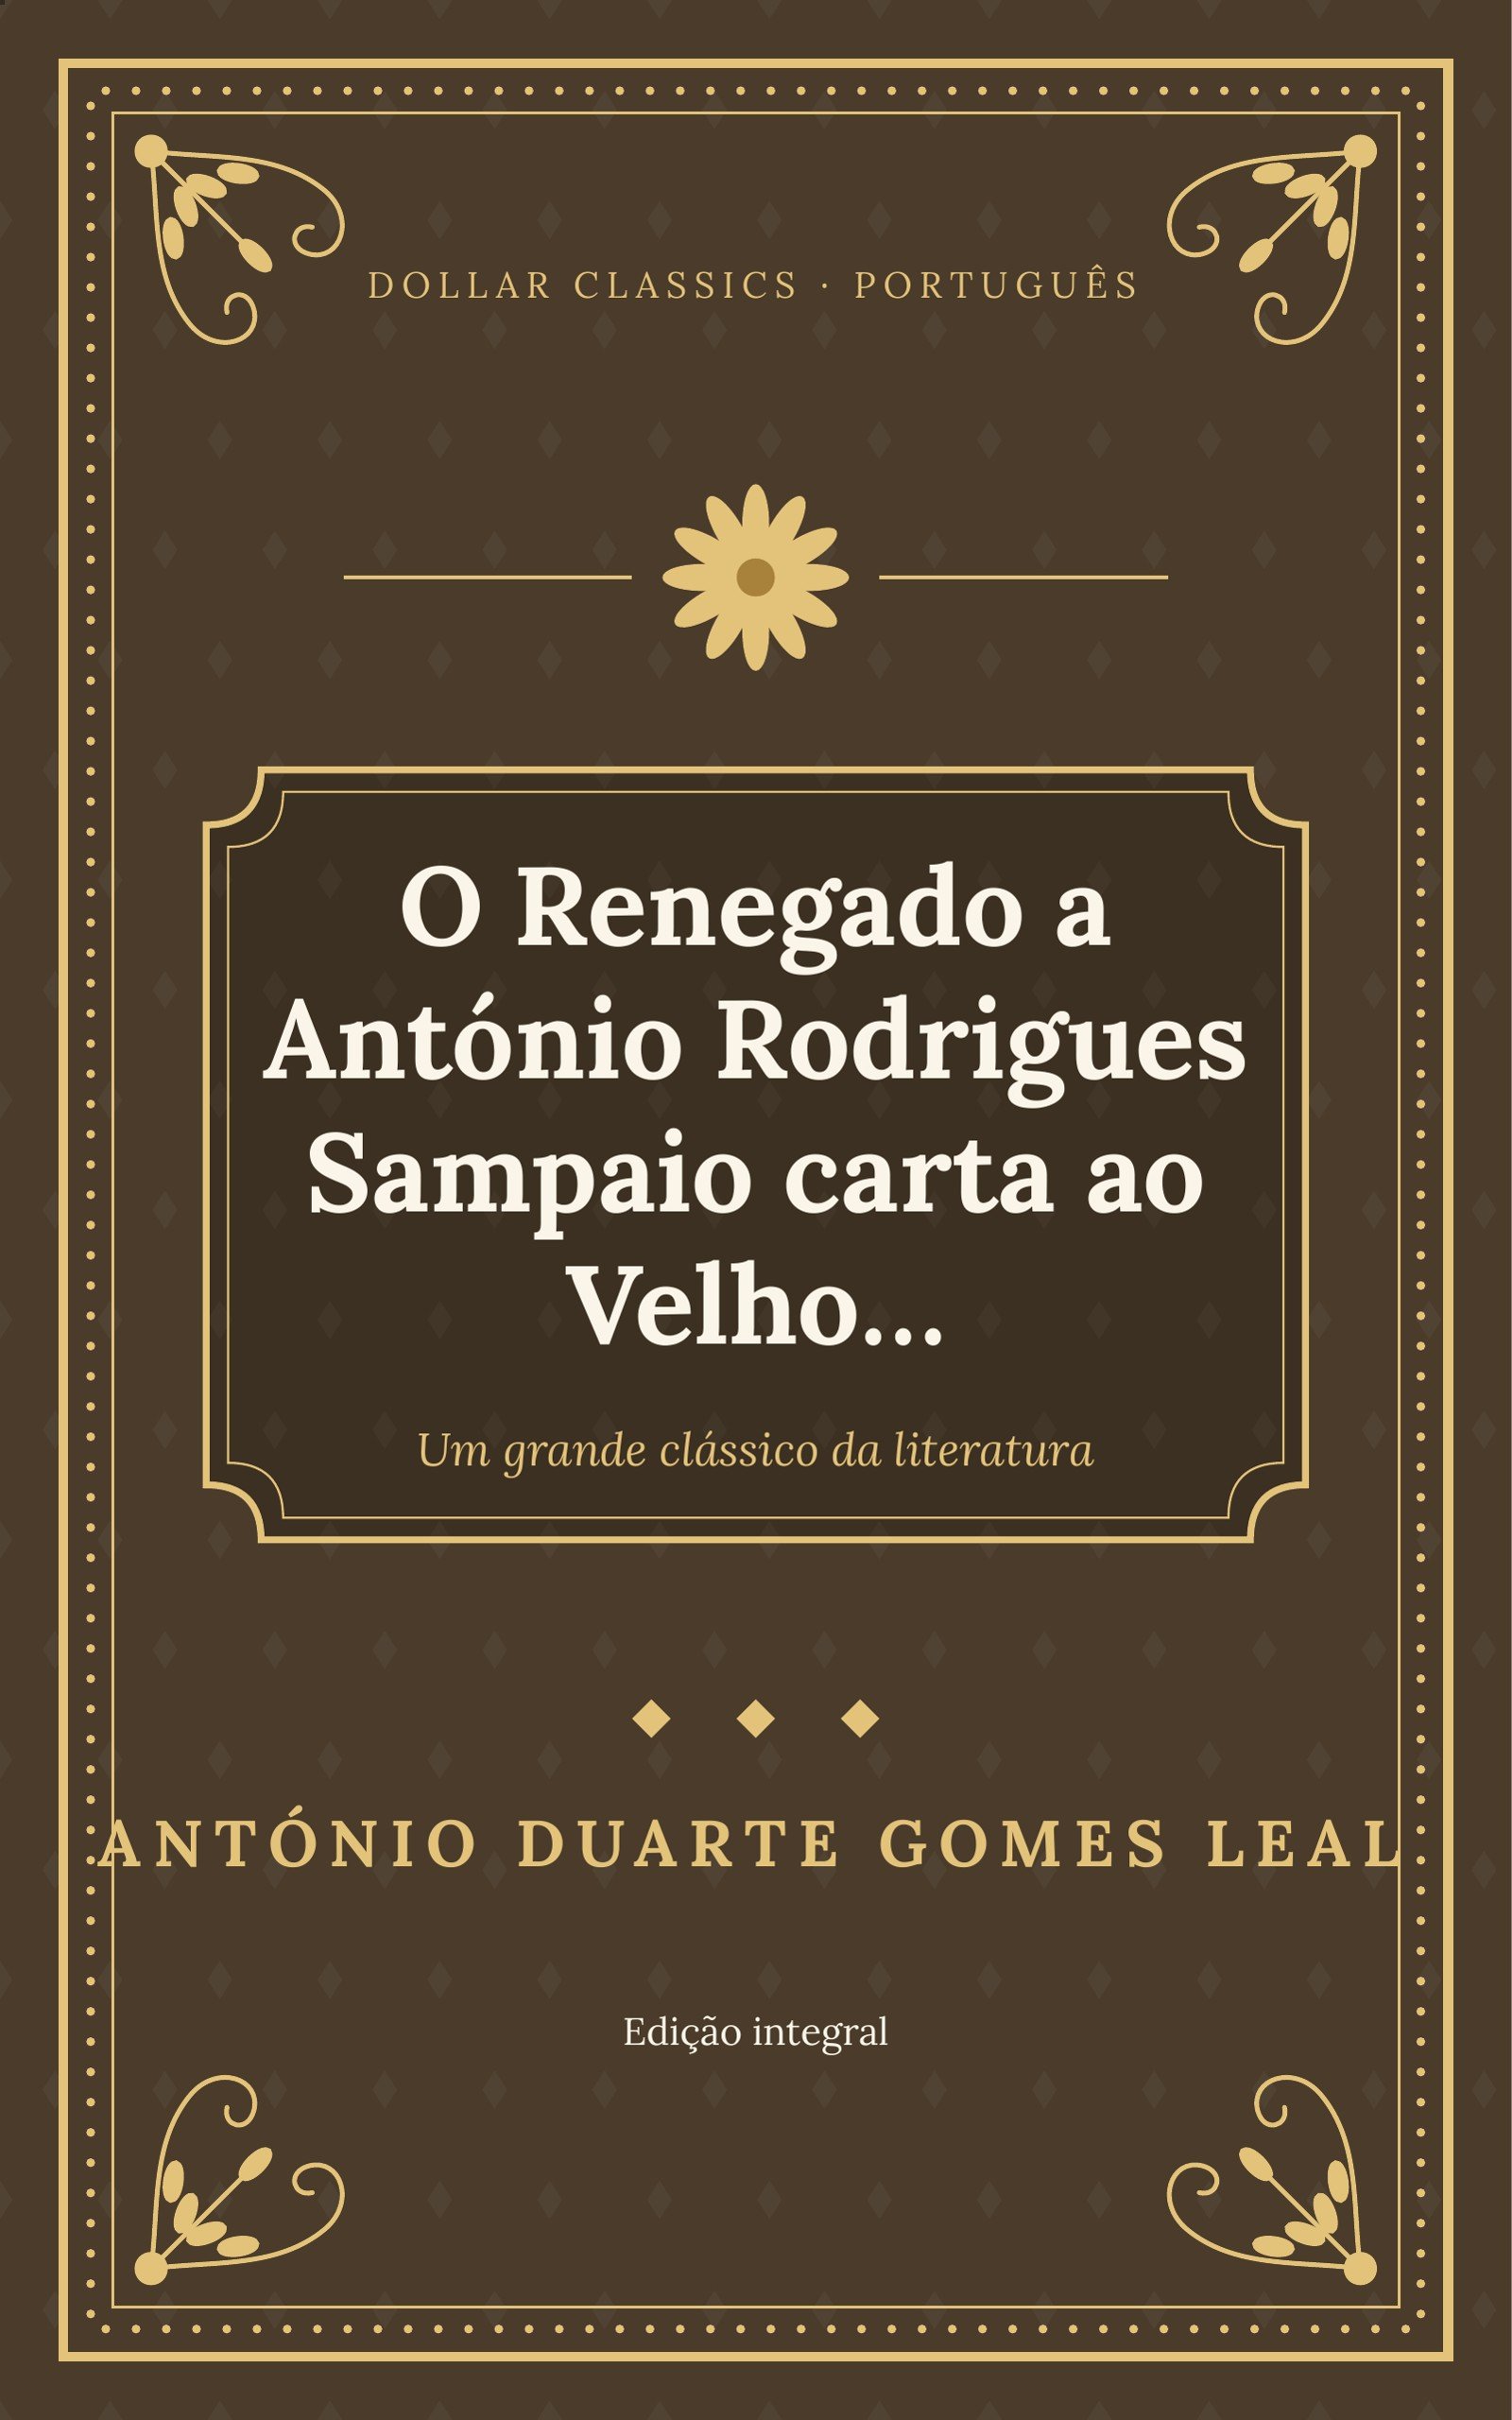 DOLLAR CLASSICS · PORTUGUÊS
O Renegado a
António Rodrigues
Sampaio carta ao
Velho...
Um grande clássico da literatura
ANTÓNIO DUARTE GOMES LEAL
Edição integral